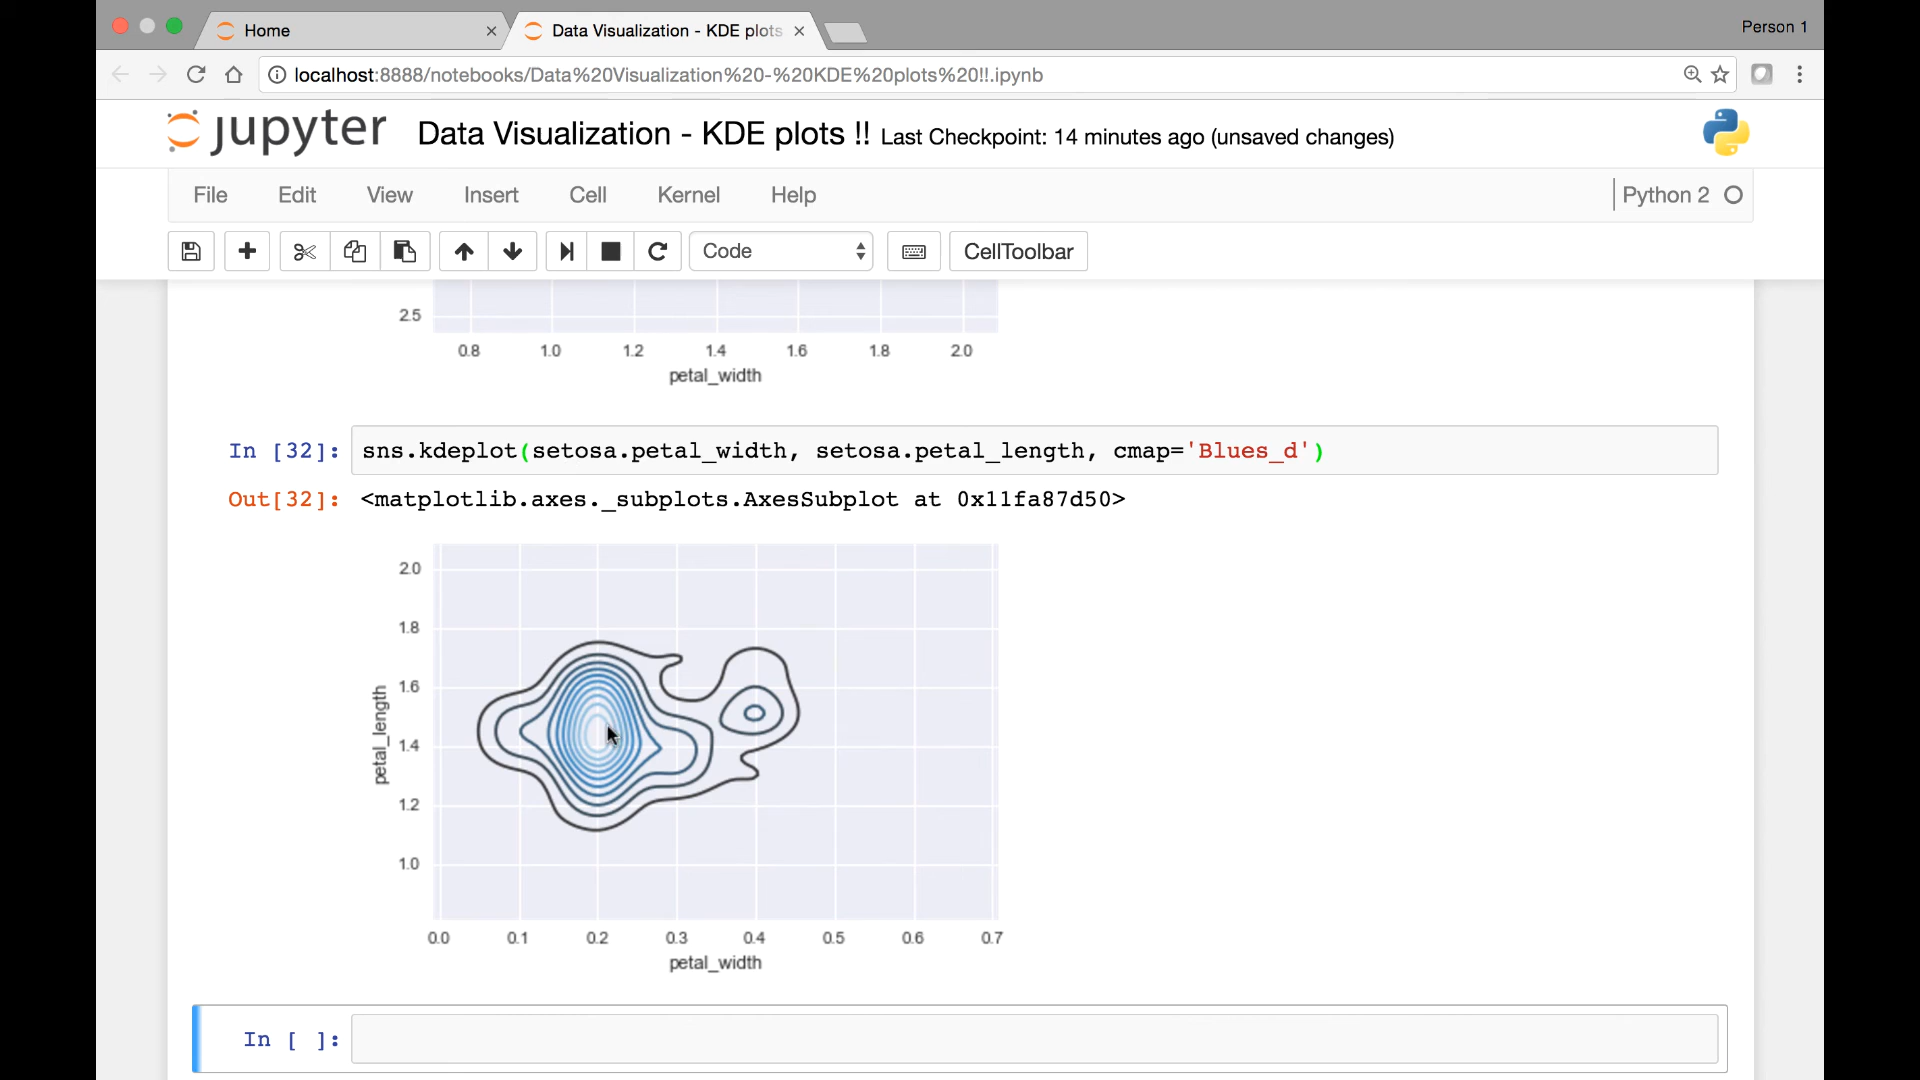 Home
Data Visualization - KDE plots
Person 1
localhost:8888/notebooks/Data%20Visualization%20-%20KDE%20plots%20!!.ipynb
jupyter
Data Visualization - KDE plots !! Last Checkpoint: 14 minutes ago (unsaved changes)
File Edit View Insert Cell Kernel Help
Python 2
Code
CellToolbar
2.5
0.8 1.0 1.2 1.4 1.6 1.8 2.0
petal_width
In [32]: sns.kdeplot(setosa.petal_width, setosa.petal_length, cmap='Blues_d')
Out[32]: <matplotlib.axes._subplots.AxesSubplot at 0x11fa87d50>
2.0
1.8
1.6
1.4
1.2
1.0
petal_length
0.0 0.1 0.2 0.3 0.4 0.5 0.6 0.7
petal_width
In [ ]: